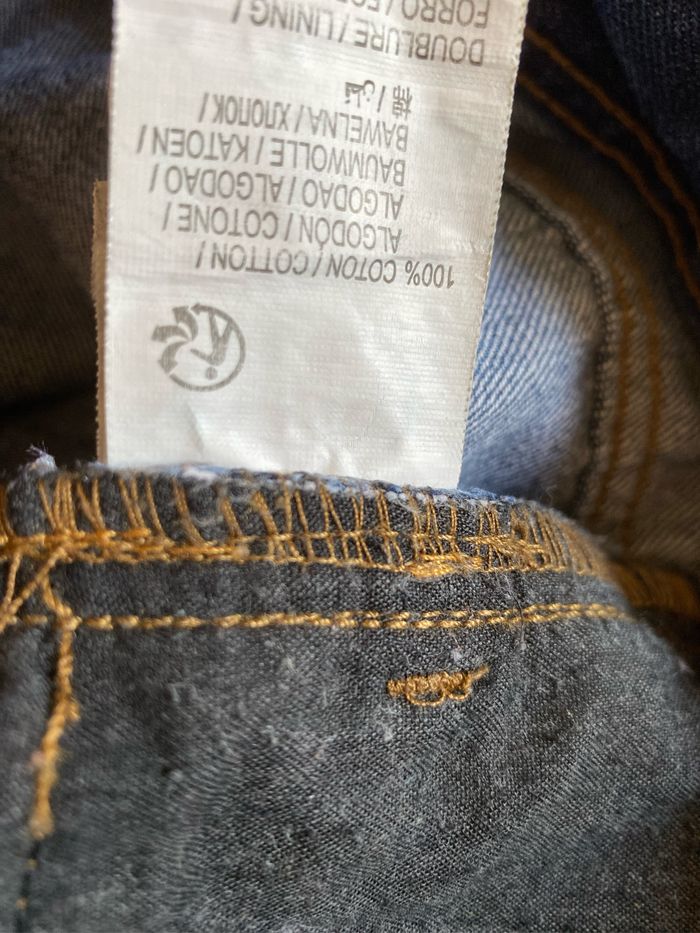 100% COTON / COTTON /
ALGODÓN / COTONE /
ALGODAO / ALGODAO /
BAUMWOLLE / KATOEN /
BAWELNA / ХЛОПОК /
棉 / قطن
DOUBLURE / LINING /
FORRO /